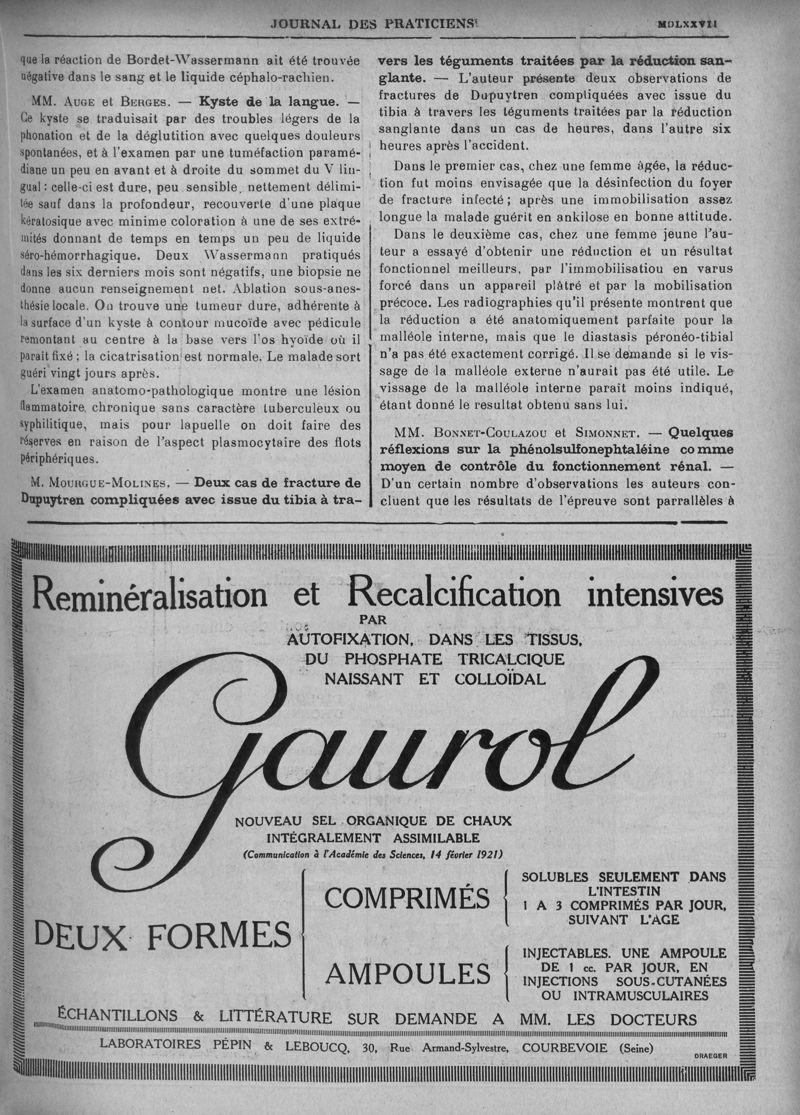 JOURNAL DES PRATICIENS
MDLXXVII
que la réaction de Bordet-Wassermann ait été trouvée
négative dans le sang et le liquide céphalo-rachien.
MM. AUGE et BERGES. — Kyste de la langue. —
Ce kyste se traduisait par des troubles légers de la
phonation et de la déglutition avec quelques douleurs
spontanées, et à l'examen par une tuméfaction paramé-
diane un peu en avant et à droite du sommet du V lin-
gual : celle-ci est dure, peu sensible, nettement délimi-
tée sauf dans la profondeur, recouverte d'une plaque
kératosique avec minime coloration à une de ses extré-
mités donnant de temps en temps un peu de liquide
séro-hémorrhagique. Deux Wassermann pratiqués
dans les six derniers mois sont négatifs, une biopsie ne
donne aucun renseignement net. Ablation sous-anes-
thésie locale. On trouve une tumeur dure, adhérente à
la surface d'un kyste à contour mucoïde avec pédicule
remontant au centre à la base vers l'os hyoïde où il
parait fixé ; la cicatrisation est normale. Le malade sort
guéri vingt jours après.
L'examen anatomo-pathologique montre une lésion
flammatoire, chronique sans caractère tuberculeux ou
syphilitique, mais pour lapuelle on doit faire des
réserves en raison de l'aspect plasmocytaire des flots
périphériques.
M. MOURGUE-MOLINES. — Deux cas de fracture de
Dupuytren compliquées avec issue du tibia à tra-
vers les téguments traitées par la réduction san-
glante. — L'auteur présente deux observations de
fractures de Dupuytren compliquées avec issue du
tibia à travers les téguments traitées par la réduction
sanglante dans un cas de heures, dans l'autre six
heures après l'accident.
Dans le premier cas, chez une femme âgée, la réduc-
tion fut moins envisagée que la désinfection du foyer
de fracture infecté ; après une immobilisation assez
longue la malade guérit en ankilose en bonne attitude.
Dans le deuxième cas, chez une femme jeune l'au-
teur a essayé d'obtenir une réduction et un résultat
fonctionnel meilleurs, par l'immobilisatiou en varus
forcé dans un appareil plâtré et par la mobilisation
précoce. Les radiographies qu'il présente montrent que
la réduction a été anatomiquement parfaite pour la
malléole interne, mais que le diastasis péronéo-tibial
n'a pas été exactement corrigé. Il se demande si le vis-
sage de la malléole externe n'aurait pas été utile. Le
vissage de la malléole interne parait moins indiqué,
étant donné le resultat obtenu sans lui.
MM. BONNET-COULAZOU et SIMONNET. — Quelques
réflexions sur la phénolsulfonephtaléine comme
moyen de contrôle du fonctionnement rénal. —
D'un certain nombre d'observations les auteurs con-
cluent que les résultats de l'épreuve sont parrallèles à
Reminéralisation et Recalcification intensives
PAR
AUTOFIXATION, DANS LES TISSUS,
DU PHOSPHATE TRICALCIQUE
NAISSANT ET COLLOÏDAL
Gaurol
NOUVEAU SEL ORGANIQUE DE CHAUX
INTÉGRALEMENT ASSIMILABLE
(Communication à l'Académie des Sciences, 14 février 1921)
DEUX FORMES
COMPRIMÉS
SOLUBLES SEULEMENT DANS
L'INTESTIN
1 A 3 COMPRIMÉS PAR JOUR,
SUIVANT L'AGE
AMPOULES
INJECTABLES. UNE AMPOULE
DE 1 cc. PAR JOUR, EN
INJECTIONS SOUS-CUTANÉES
OU INTRAMUSCULAIRES
ÉCHANTILLONS & LITTÉRATURE SUR DEMANDE A MM. LES DOCTEURS
LABORATOIRES PÉPIN & LEBOUCQ, 30, Rue Armand-Sylvestre, COURBEVOIE (Seine)
DRAEGER